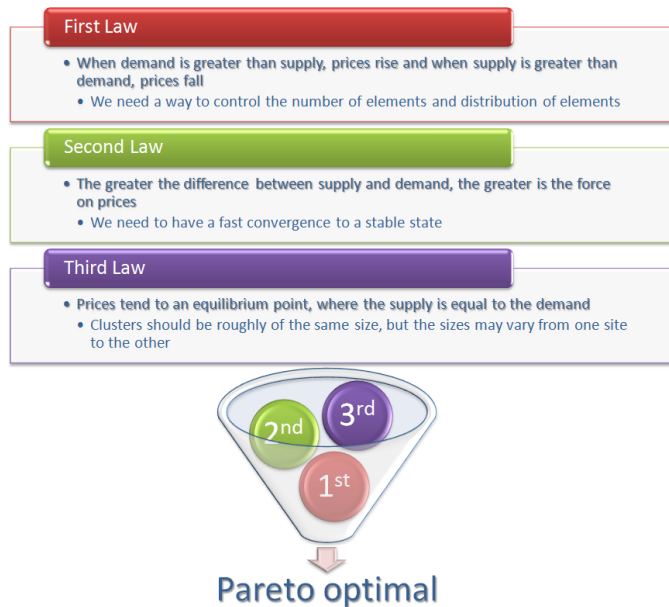 First Law
• When demand is greater than supply, prices rise and when supply is greater than
demand, prices fall
• We need a way to control the number of elements and distribution of elements
Second Law
• The greater the difference between supply and demand, the greater is the force
on prices
• We need to have a fast convergence to a stable state
Third Law
• Prices tend to an equilibrium point, where the supply is equal to the demand
• Clusters should be roughly of the same size, but the sizes may vary from one site
to the other
3rd
2nd
1st
Pareto optimal